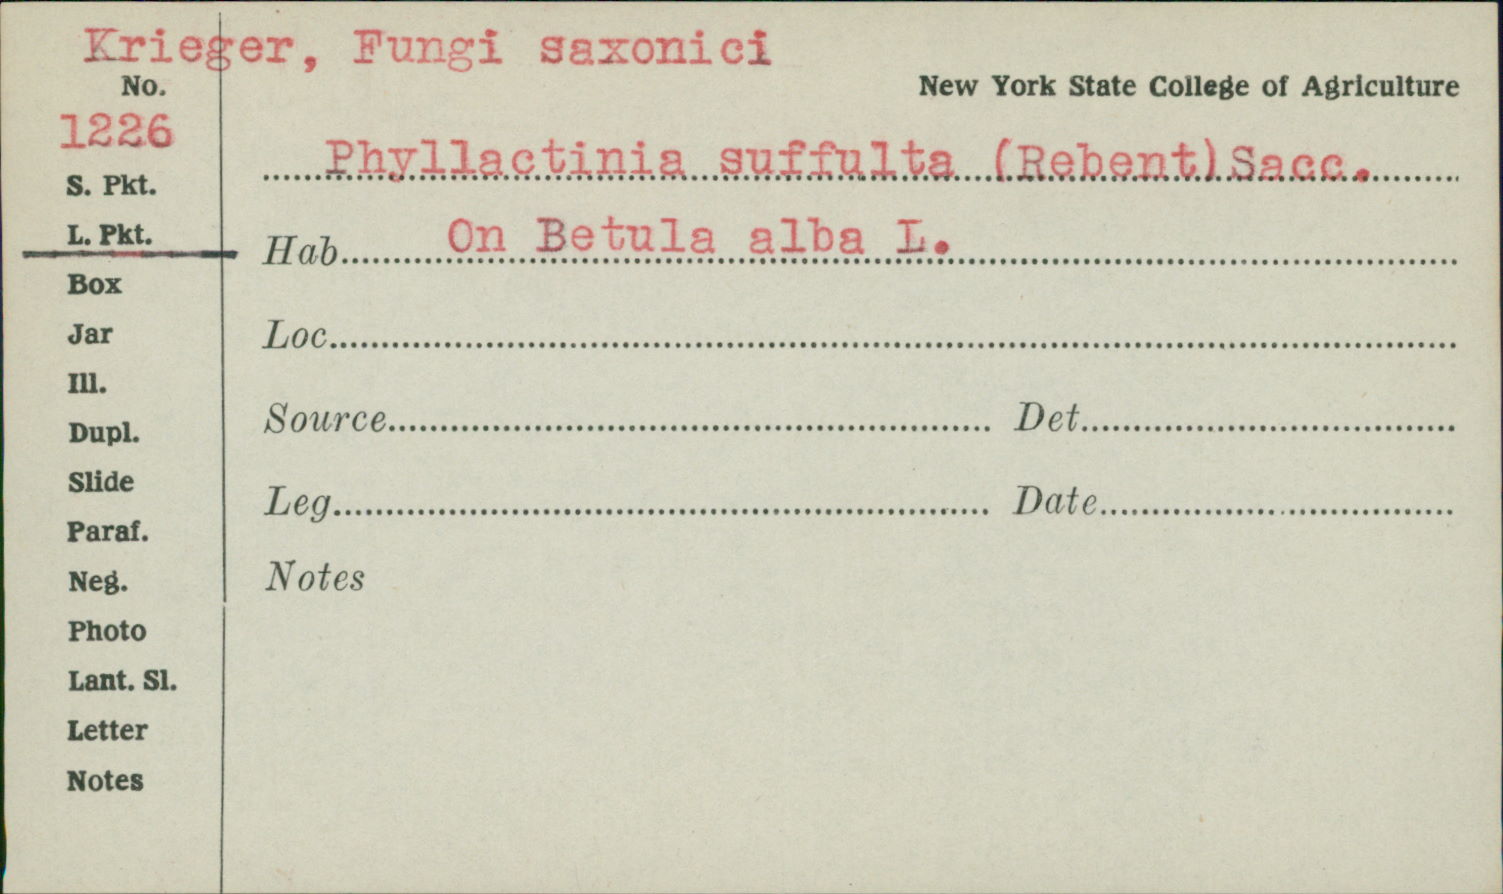 Krieger, Fungi saxonici
No.
New York State College of Agriculture
1226
Phyllactinia suffulta (Rebent)Sacc.
S. Pkt.
L. Pkt.
Hab. On Betula alba L.
Box
Jar
Loc.
Ill.
Dupl.
Source. Det.
Slide
Leg. Date.
Paraf.
Neg.
Notes
Photo
Lant. Sl.
Letter
Notes